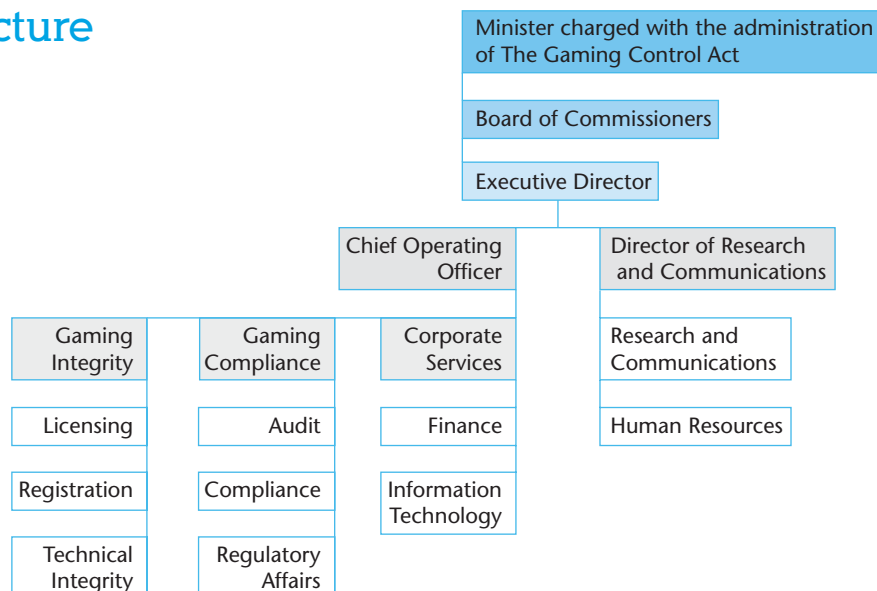 cture
Minister charged with the administration
of The Gaming Control Act
Board of Commissioners
Executive Director
Chief Operating
Officer
Director of Research
and Communications
Gaming
Integrity
Gaming
Compliance
Corporate
Services
Research and
Communications
Licensing
Audit
Finance
Human Resources
Registration
Compliance
Information
Technology
Technical
Integrity
Regulatory
Affairs